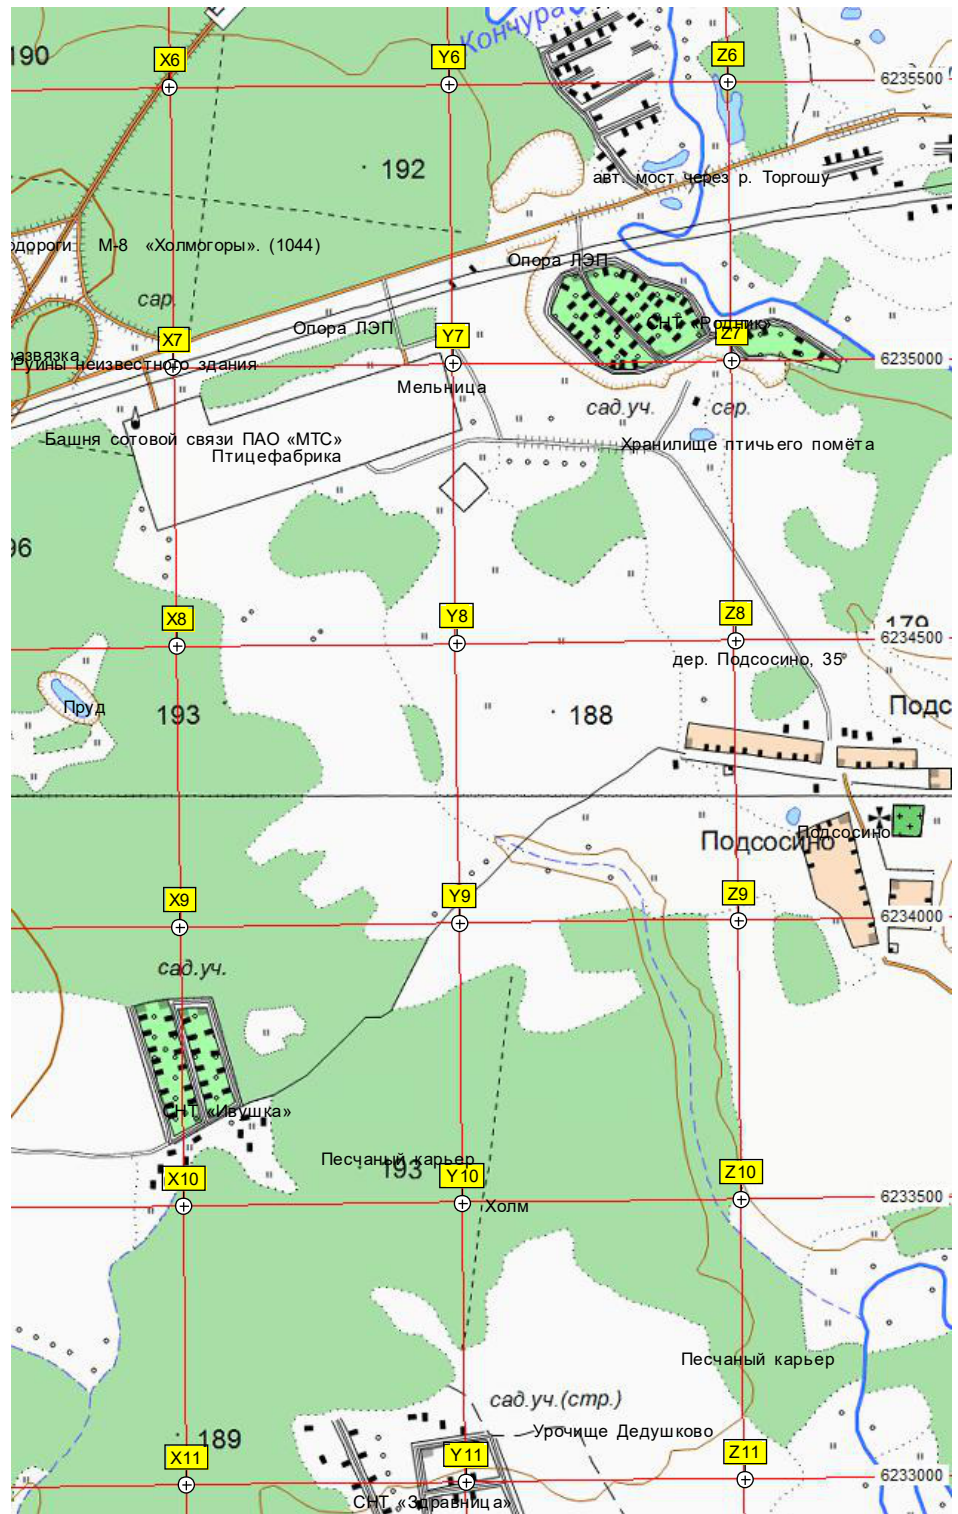 190
Кончура
X6
Y6
Z6
6235500
192
авт. мост через р. Торгошу
М-8 «Холмогоры». (1044)
Опора ЛЭП
сар.
Опора ЛЭП
СНТ «Родник»
X7
Y7
Z7
6235000
Руины неизвестного здания
Мельница
сад.уч.
сар.
Башня сотовой связи ПАО «МТС»
Птицефабрика
Хранилище птичьего помёта
96
X8
Y8
Z8
179
6234500
дер. Подсосино, 35
Пруд
193
188
Подс
Подсосино
Подсосино
X9
Y9
Z9
6234000
сад.уч.
СНТ «Ивушка»
Песчаный карьер
193
X10
Y10
Z10
6233500
Холм
Песчаный карьер
сад.уч.(стр.)
Урочище Дедушково
189
X11
Y11
Z11
6233000
СНТ «Здравница»